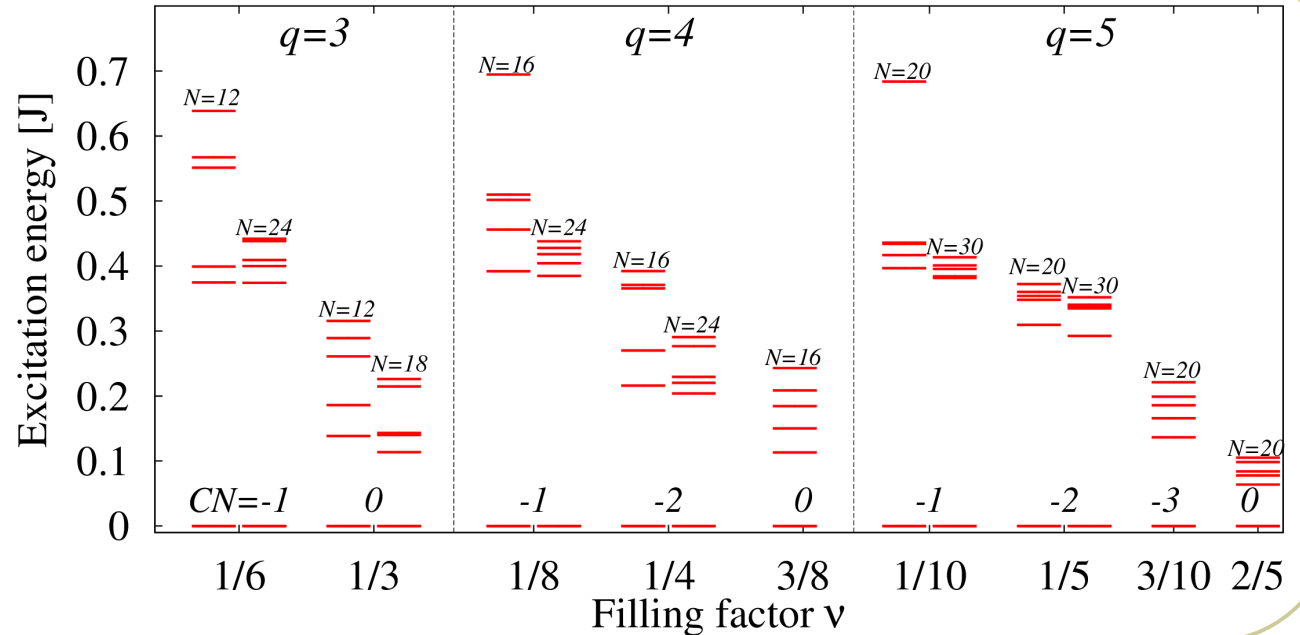 q=3
q=4
q=5
Excitation energy [J]
0.7
0.6
0.5
0.4
0.3
0.2
0.1
0
N=12
N=24
N=12
N=18
N=16
N=24
N=16
N=24
N=16
N=20
N=30
N=20
N=30
N=20
N=20
CN=-1
0
-1
-2
0
-1
-2
-3
0
1/6
1/3
1/8
1/4
3/8
1/10
1/5
3/10
2/5
Filling factor ν